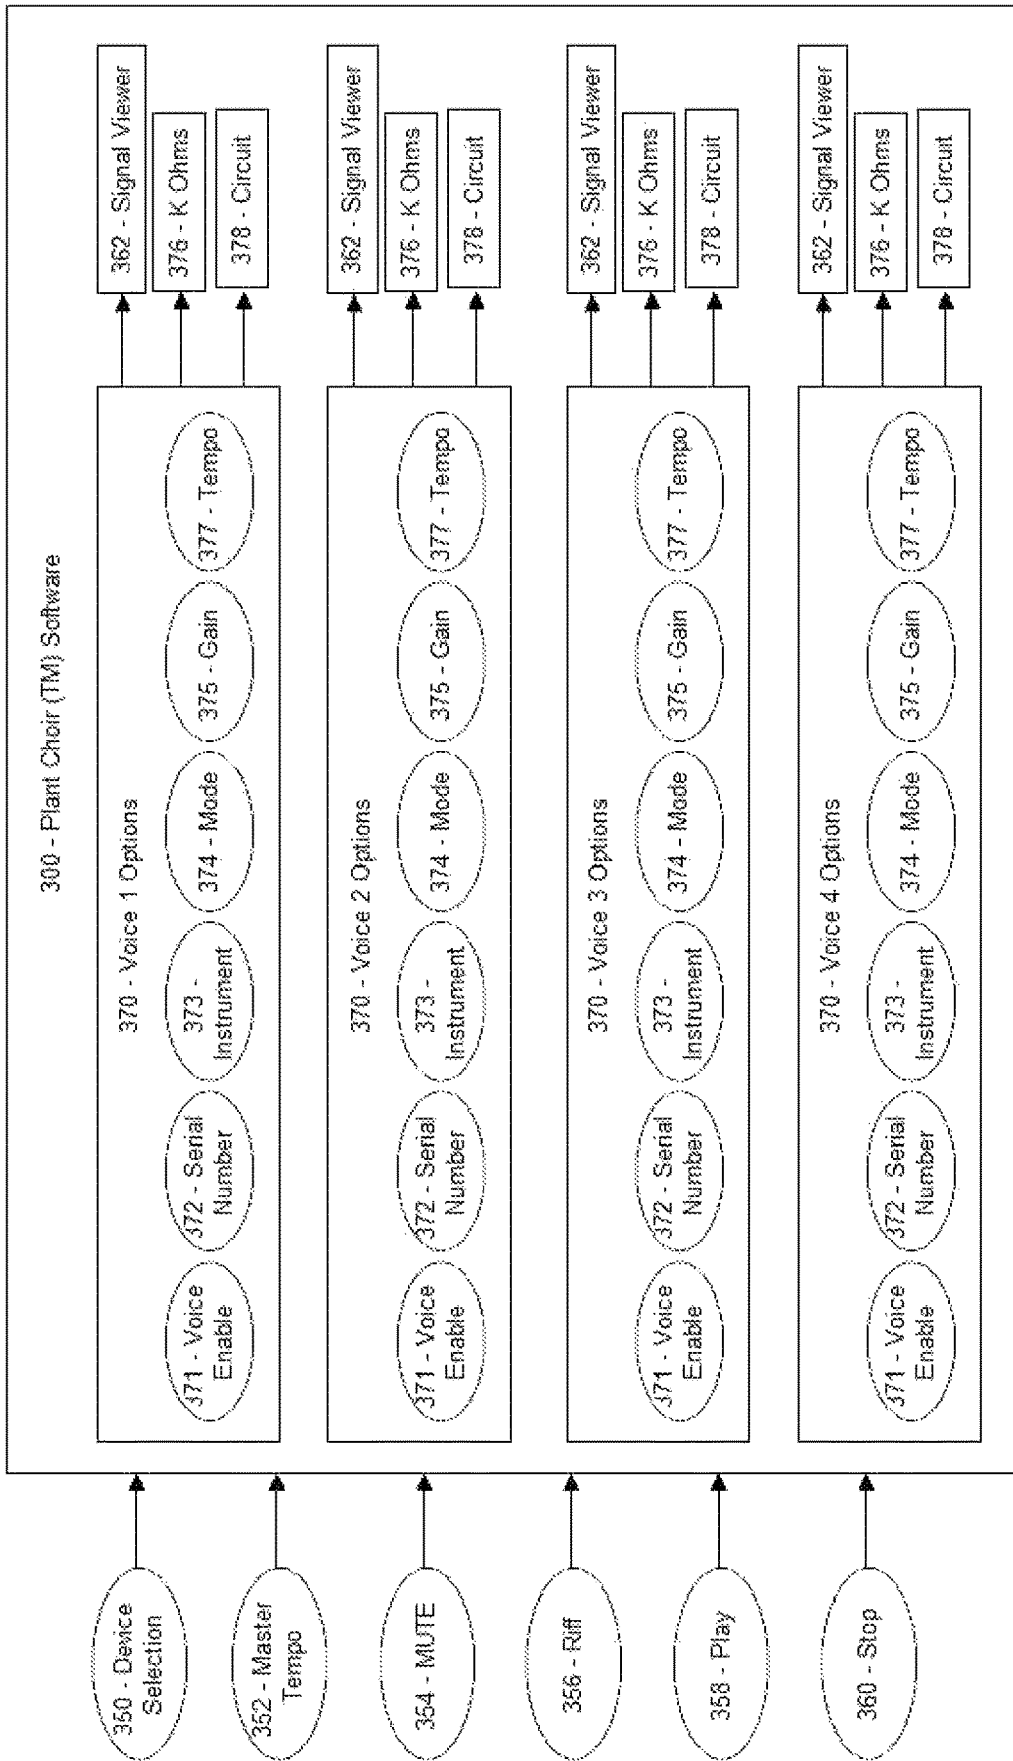 300 - Plant Choir (TM) Software
350 - Device
Selection
352 - Master
Tempo
354 - MUTE
356 - Riff
358 - Play
360 - Stop
370 - Voice 1 Options
371 - Voice
Enable
372 - Serial
Number
373 -
Instrument
374 - Mode
375 - Gain
377 - Tempo
362 - Signal Viewer
376 - K Ohms
378 - Circuit
370 - Voice 2 Options
371 - Voice
Enable
372 - Serial
Number
373 -
Instrument
374 - Mode
375 - Gain
377 - Tempo
362 - Signal Viewer
376 - K Ohms
378 - Circuit
370 - Voice 3 Options
371 - Voice
Enable
372 - Serial
Number
373 -
Instrument
374 - Mode
375 - Gain
377 - Tempo
362 - Signal Viewer
376 - K Ohms
378 - Circuit
370 - Voice 4 Options
371 - Voice
Enable
372 - Serial
Number
373 -
Instrument
374 - Mode
375 - Gain
377 - Tempo
362 - Signal Viewer
376 - K Ohms
378 - Circuit